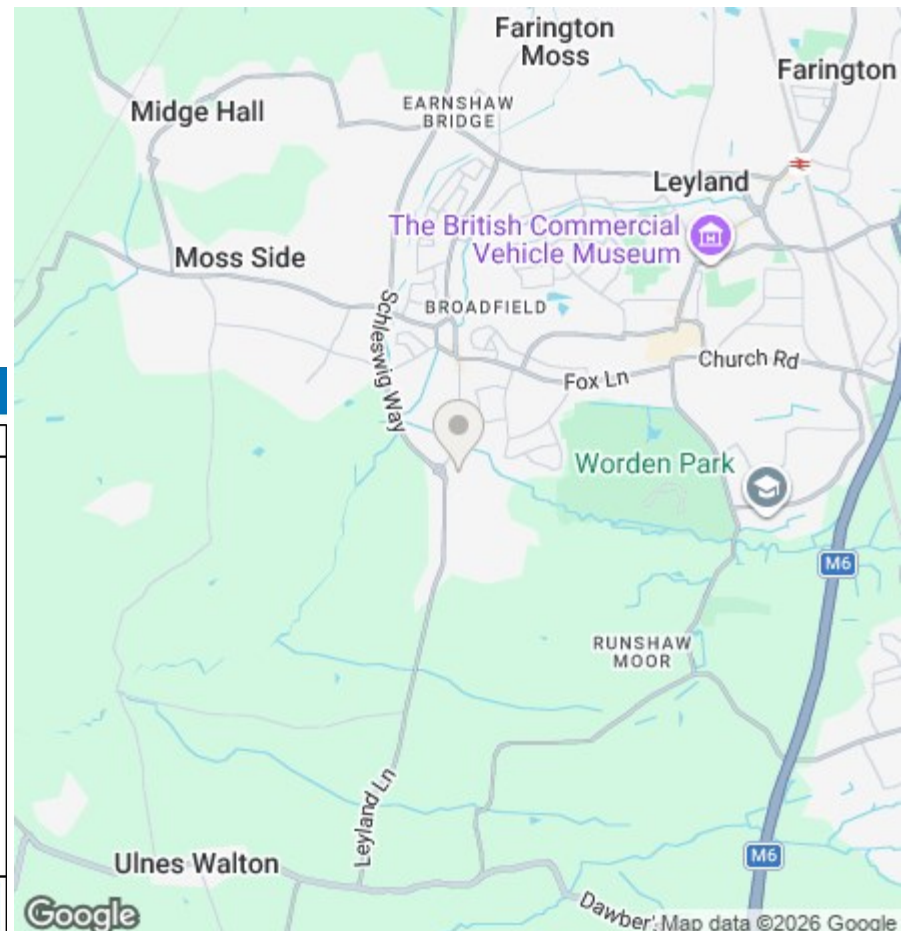 Farington
Moss
Farington
Midge Hall
EARNSHAW
BRIDGE
Leyland
The British Commercial
Vehicle Museum
Moss Side
BROADFIELD
Schleswig Way
Church Rd
Fox Ln
Worden Park
M6
RUNSHAW
MOOR
Leyland Ln
M6
Ulnes Walton
Dawber's
Google
Map data ©2026 Google